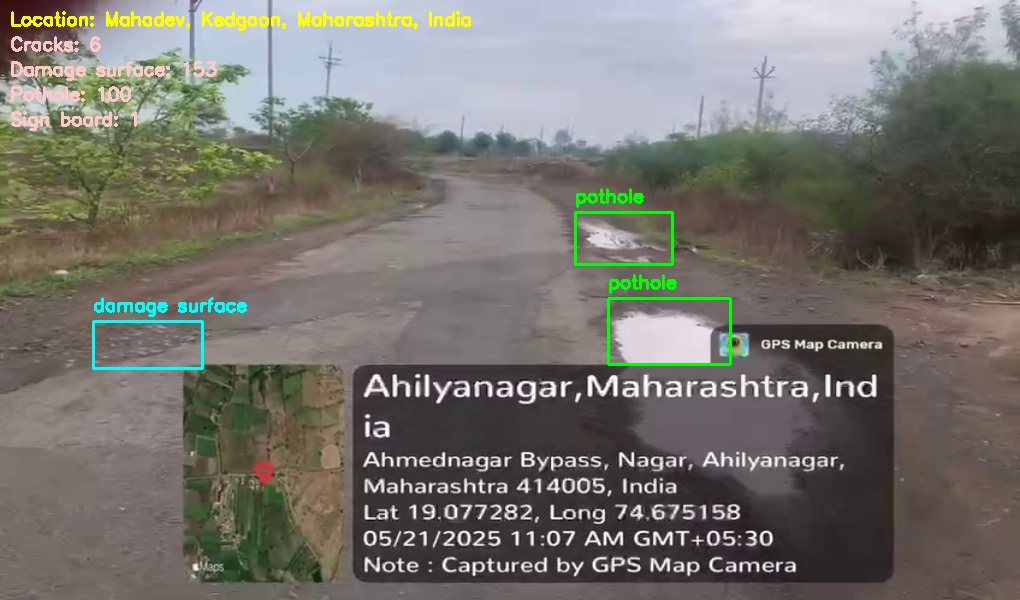 Location: Mahadev, Kedgaon, Maharashtra, India
Cracks: 6
Damage surface: 153
Pothole: 100
Sign board: 1
pothole
pothole
damage surface
GPS Map Camera
Ahilyanagar,Maharashtra,Ind
ia
Ahmednagar Bypass, Nagar, Ahilyanagar,
Maharashtra 414005, India
Lat 19.077282, Long 74.675158
05/21/2025 11:07 AM GMT+05:30
Note : Captured by GPS Map Camera
Maps